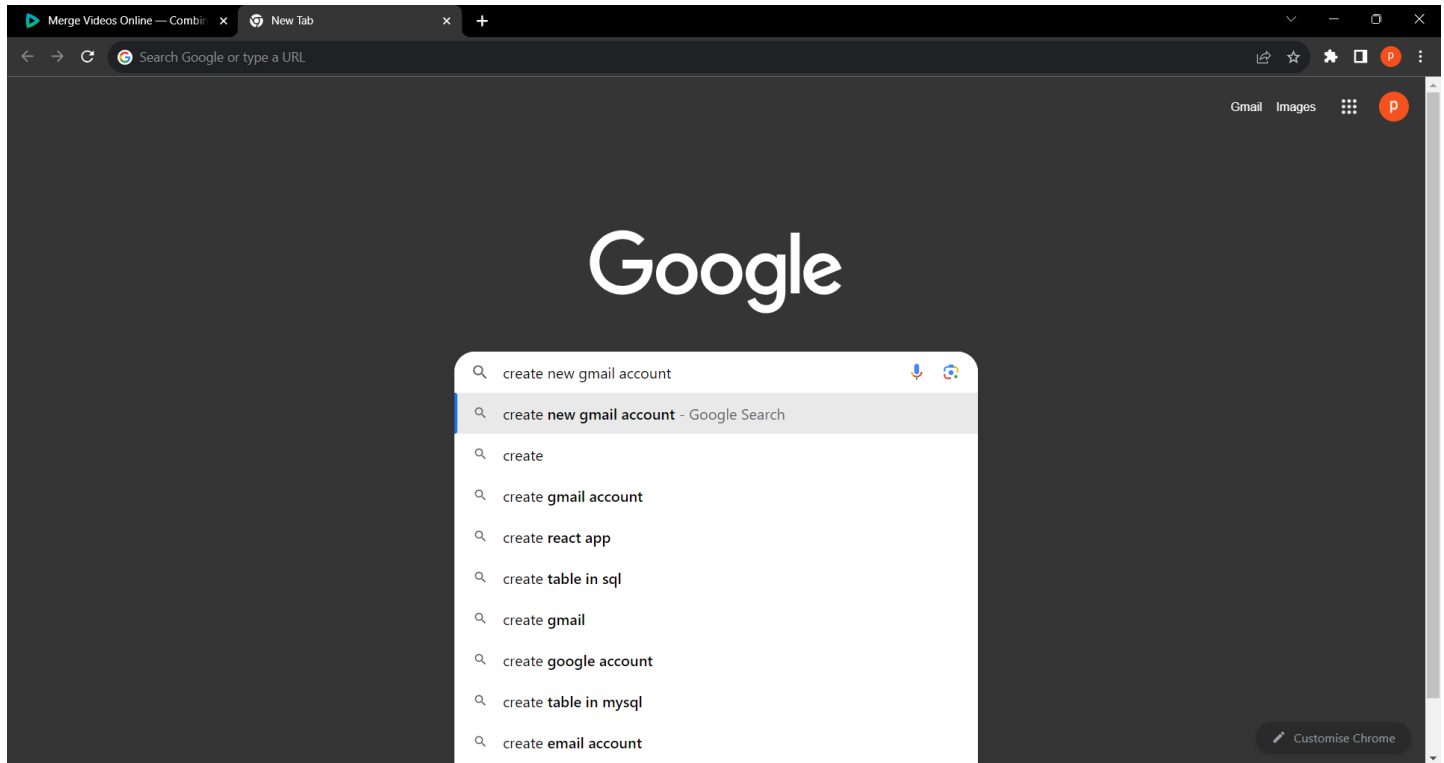 Merge Videos Online — Combin
New Tab
Search Google or type a URL
P
Gmail Images
p
Google
create new gmail account
create new gmail account - Google Search
create
create gmail account
create react app
create table in sql
create gmail
create google account
create table in mysql
create email account
Customise Chrome